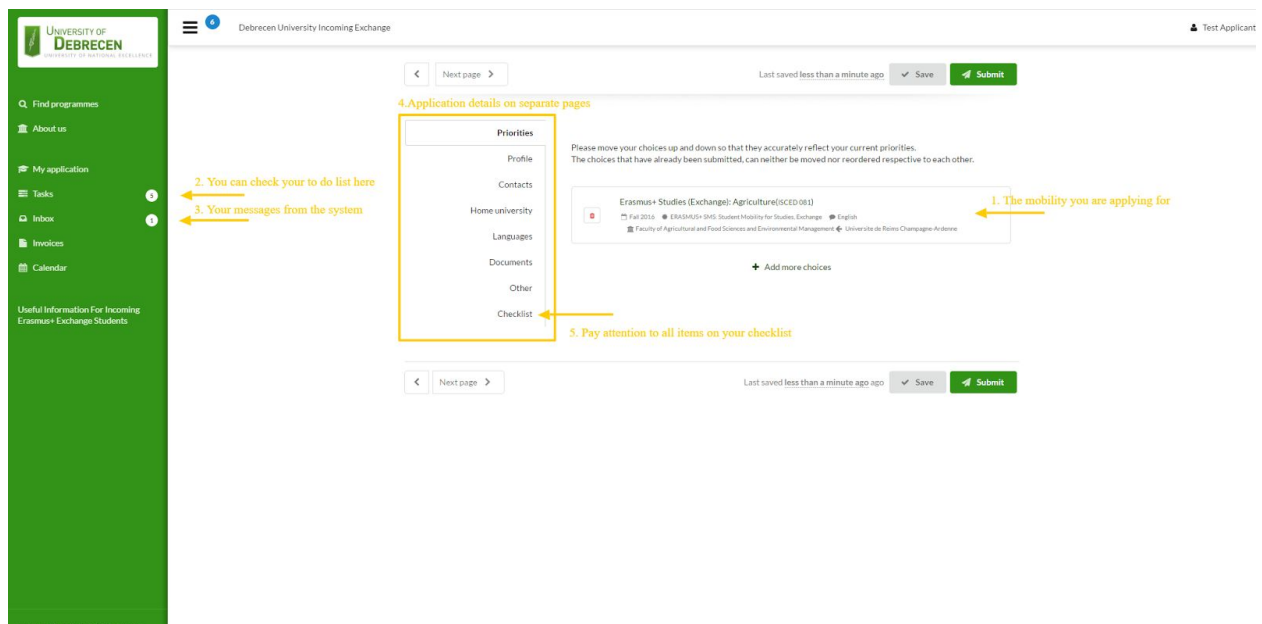 UNIVERSITY OF
DEBRECEN
UNIVERSITY OF NATIONAL EXCELLENCE
6
Debrecen University Incoming Exchange
Test Applicant
Find programmes
About us
My application
Tasks 5
Inbox 1
Invoices
Calendar
Useful Information For Incoming
Erasmus+ Exchange Students
2. You can check your to do list here
3. Your messages from the system
Next page
Last saved less than a minute ago
Save
Submit
4.Application details on separate pages
Priorities
Profile
Contacts
Home university
Languages
Documents
Other
Checklist
Please move your choices up and down so that they accurately reflect your current priorities.
The choices that have already been submitted, can neither be moved nor reordered respective to each other.
Erasmus+ Studies (Exchange): Agriculture(ISCED 081)
Fall 2016 ERASMUS+ SMS: Student Mobility for Studies, Exchange English
Faculty of Agricultural and Food Sciences and Environmental Management Universite de Reims Champagne-Ardenne
1. The mobility you are applying for
Add more choices
5. Pay attention to all items on your checklist
Next page
Last saved less than a minute ago ago
Save
Submit